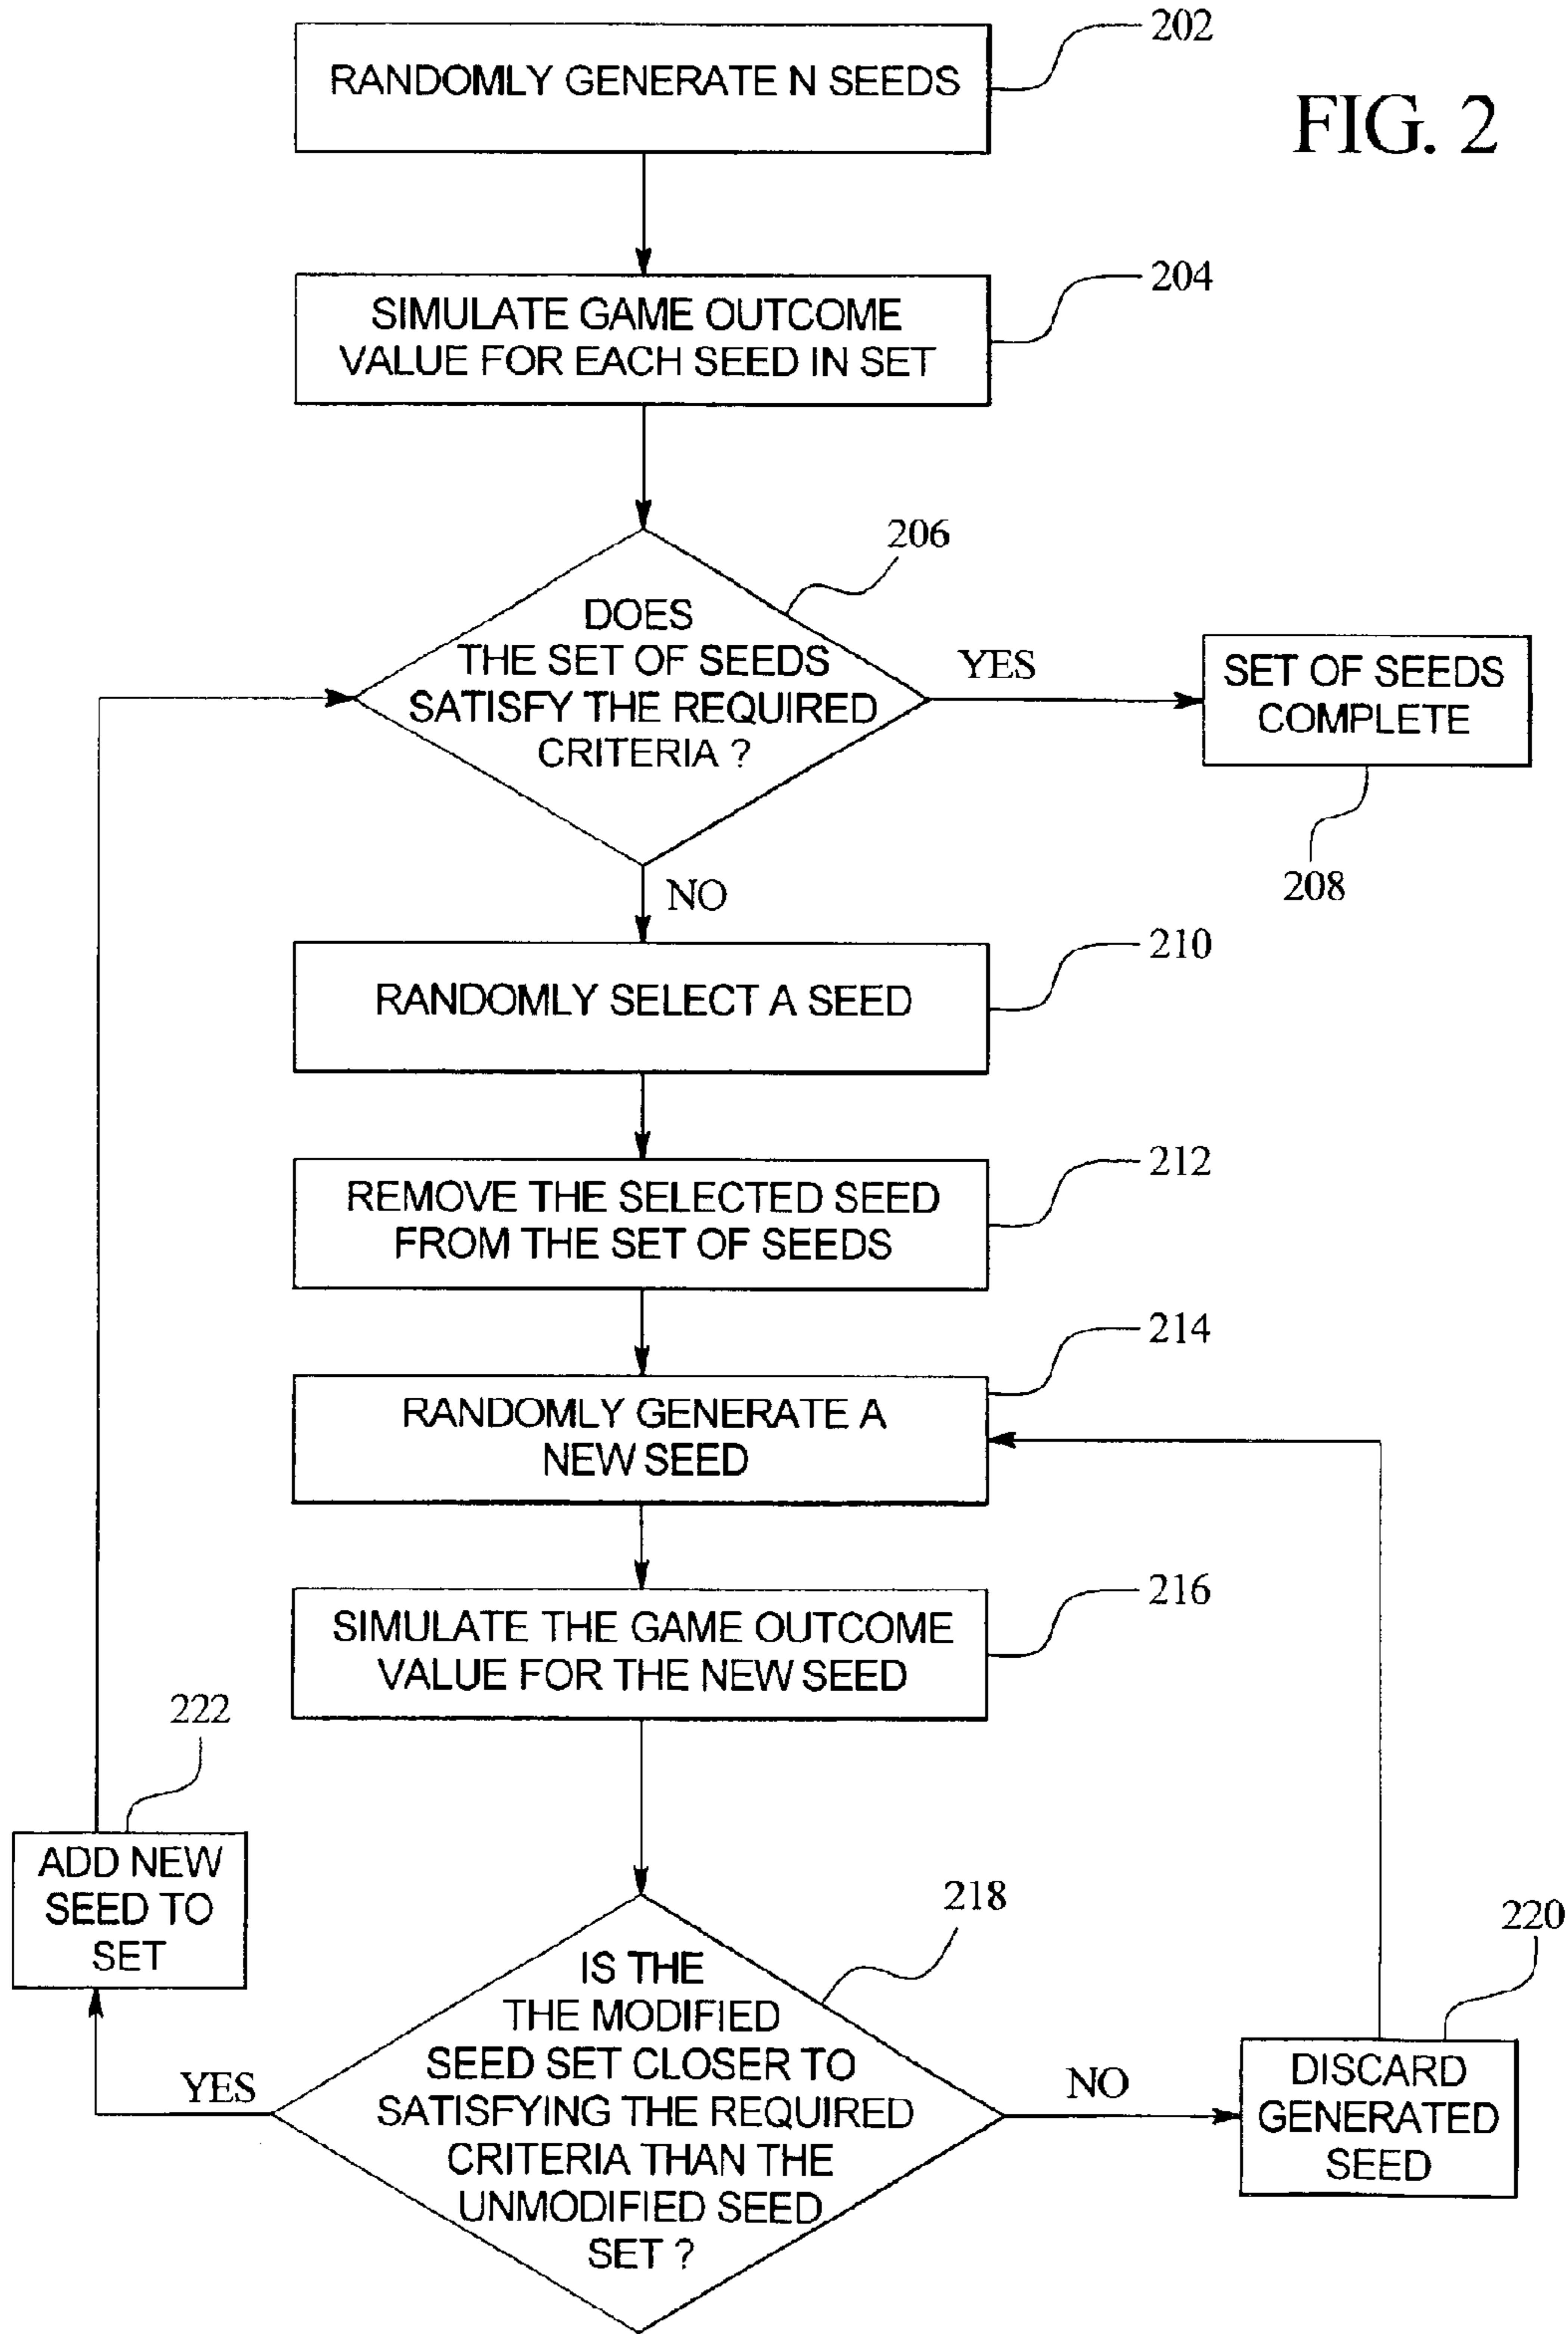 202
RANDOMLY GENERATE N SEEDS
FIG. 2
204
SIMULATE GAME OUTCOME
VALUE FOR EACH SEED IN SET
206
DOES
THE SET OF SEEDS
SATISFY THE REQUIRED
CRITERIA ?
YES
SET OF SEEDS
COMPLETE
208
NO
210
RANDOMLY SELECT A SEED
212
REMOVE THE SELECTED SEED
FROM THE SET OF SEEDS
214
RANDOMLY GENERATE A
NEW SEED
216
SIMULATE THE GAME OUTCOME
VALUE FOR THE NEW SEED
222
ADD NEW
SEED TO
SET
218
IS THE
THE MODIFIED
SEED SET CLOSER TO
SATISFYING THE REQUIRED
CRITERIA THAN THE
UNMODIFIED SEED
SET ?
YES
NO
220
DISCARD
GENERATED
SEED